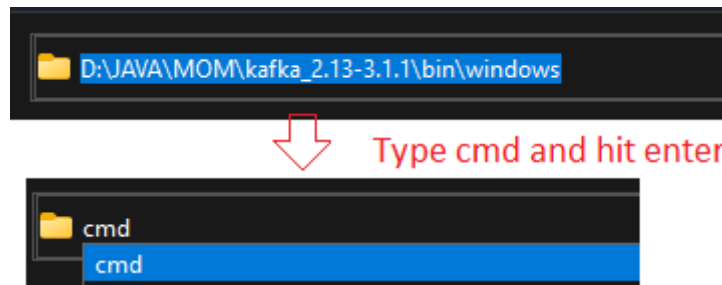 D:\JAVA\MOM\kafka_2.13-3.1.1\bin\windows
Type cmd and hit enter
cmd
cmd